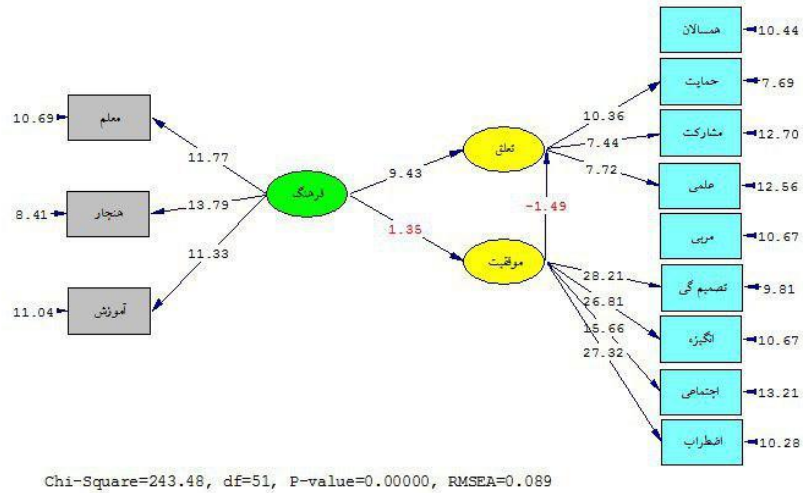 همسالان
10.44
حمایت
7.69
10.36
10.69
معلم
تعلق
مشارکت
12.70
7.44
11.77
9.43
7.72
علمی
12.56
فرهنگ
8.41
هنجار
13.79
-1.49
1.35
مربی
10.67
11.33
موفقیت
28.21
تصمیم گی
9.81
26.81
11.04
آموزش
15.66
انگیزه
10.67
27.32
اجتماعی
13.21
اضطراب
10.28
Chi-Square=243.48, df=51, P-value=0.00000, RMSEA=0.089